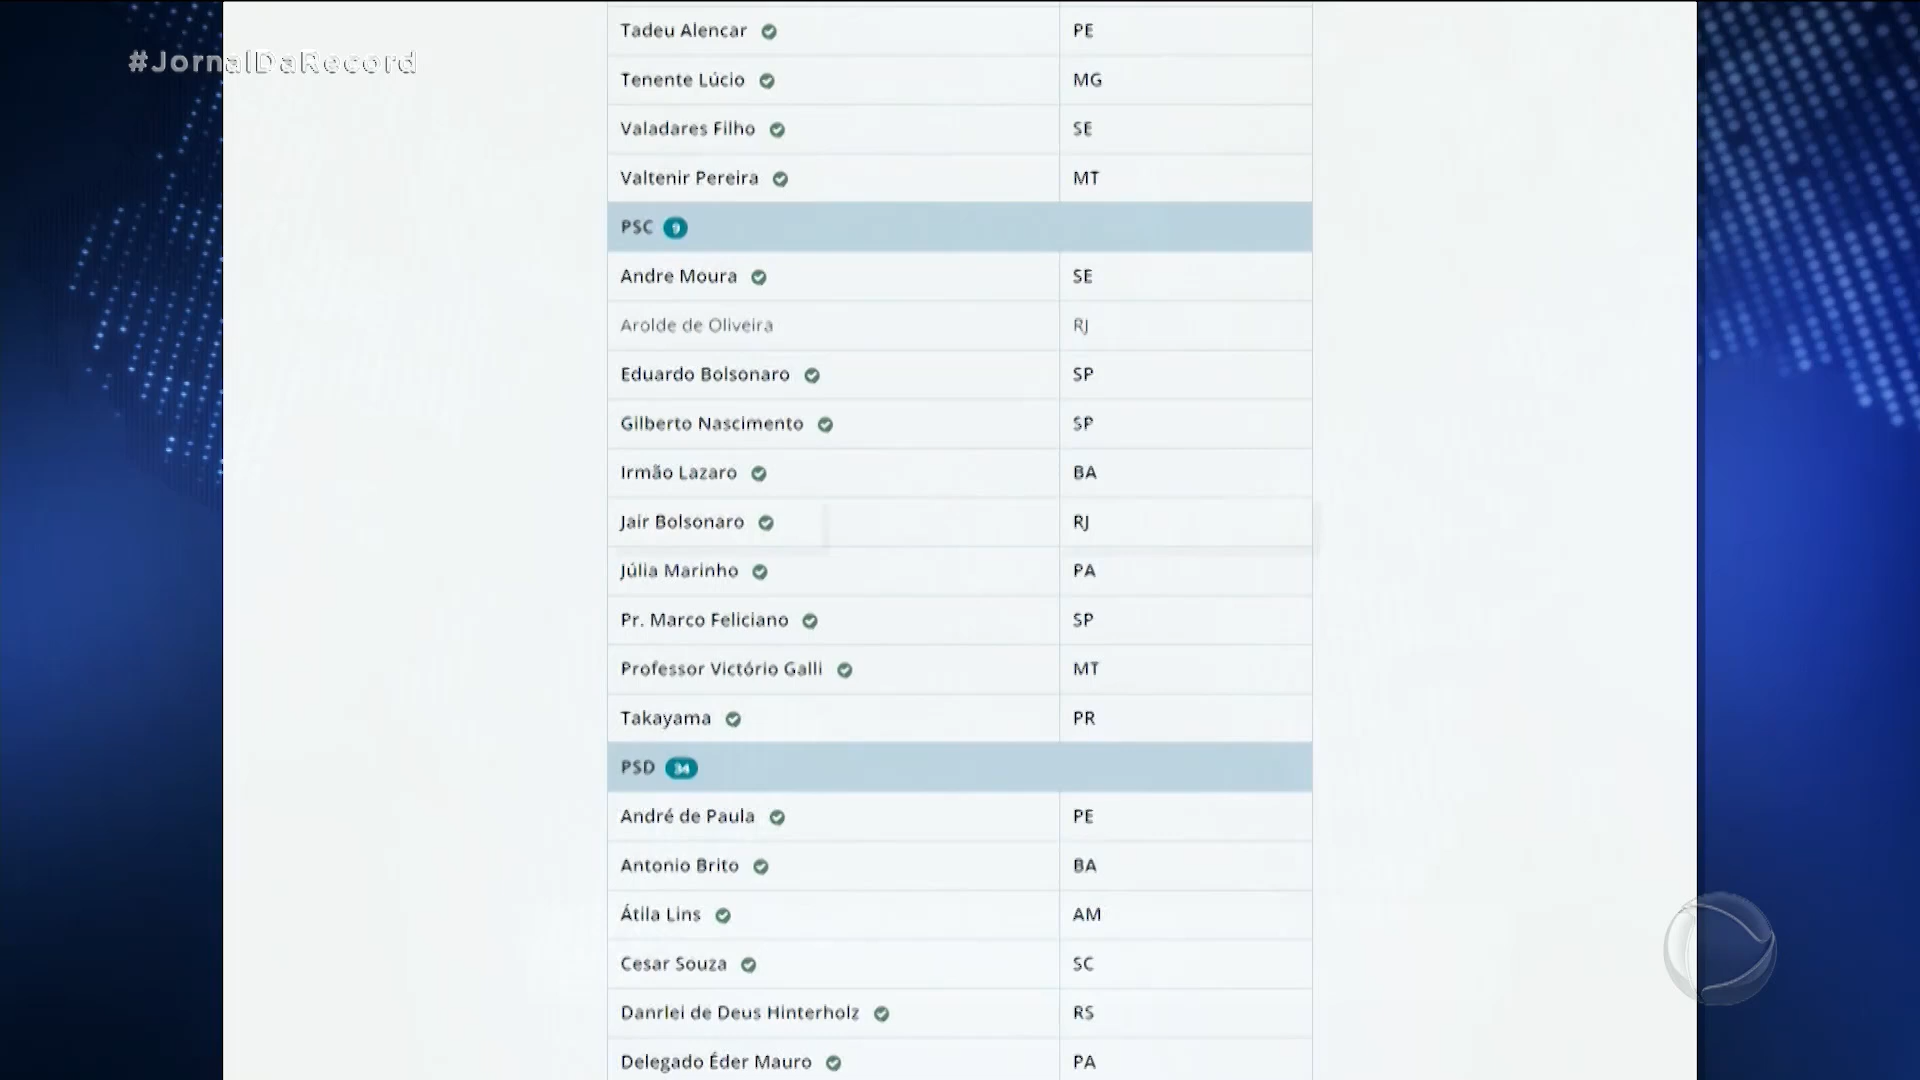 #JornalDaRecord
Tadeu Alencar PE
Tenente Lúcio MG
Valadares Filho SE
Valtenir Pereira MT
PSC 9
Andre Moura SE
Arolde de Oliveira RJ
Eduardo Bolsonaro SP
Gilberto Nascimento SP
Irmão Lazaro BA
Jair Bolsonaro RJ
Júlia Marinho PA
Pr. Marco Feliciano SP
Professor Victório Galli MT
Takayama PR
PSD 34
André de Paula PE
Antonio Brito BA
Átila Lins AM
Cesar Souza SC
Danrlei de Deus Hinterholz RS
Delegado Éder Mauro PA